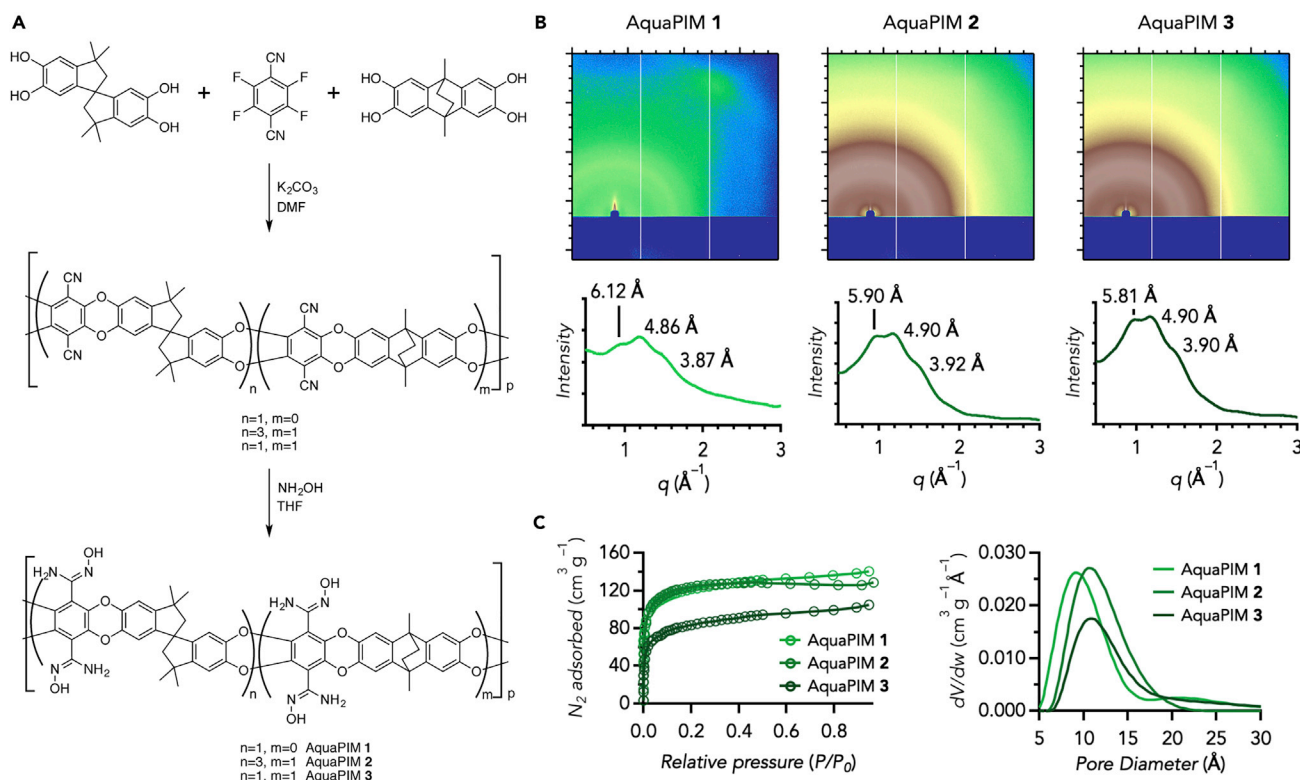 A
HO
HO
OH
OH
+
CN
F
F
F
F
CN
+
HO
HO
OH
OH
K₂CO₃
DMF
CN
O
O
CN
O
O
n
CN
O
O
CN
O
O
m
p
n=1, m=0
n=3, m=1
n=1, m=1
NH₂OH
THF
OH
H₂N
N
O
O
N
OH
NH₂
O
O
n
OH
H₂N
N
O
O
N
OH
NH₂
O
O
m
p
n=1, m=0 AquaPIM 1
n=3, m=1 AquaPIM 2
n=1, m=1 AquaPIM 3
B
AquaPIM 1
AquaPIM 2
AquaPIM 3
6.12 Å
4.86 Å
3.87 Å
Intensity
1 2 3
q (Å⁻¹)
5.90 Å
4.90 Å
3.92 Å
Intensity
1 2 3
q (Å⁻¹)
5.81 Å
4.90 Å
3.90 Å
Intensity
1 2 3
q (Å⁻¹)
C
N₂ adsorbed (cm³ g⁻¹)
160
120
80
40
0
0.0 0.2 0.4 0.6 0.8
Relative pressure (P/P₀)
AquaPIM 1
AquaPIM 2
AquaPIM 3
dV/dw (cm³ g⁻¹ Å⁻¹)
0.030
0.020
0.010
0.000
5 10 15 20 25 30
Pore Diameter (Å)
AquaPIM 1
AquaPIM 2
AquaPIM 3